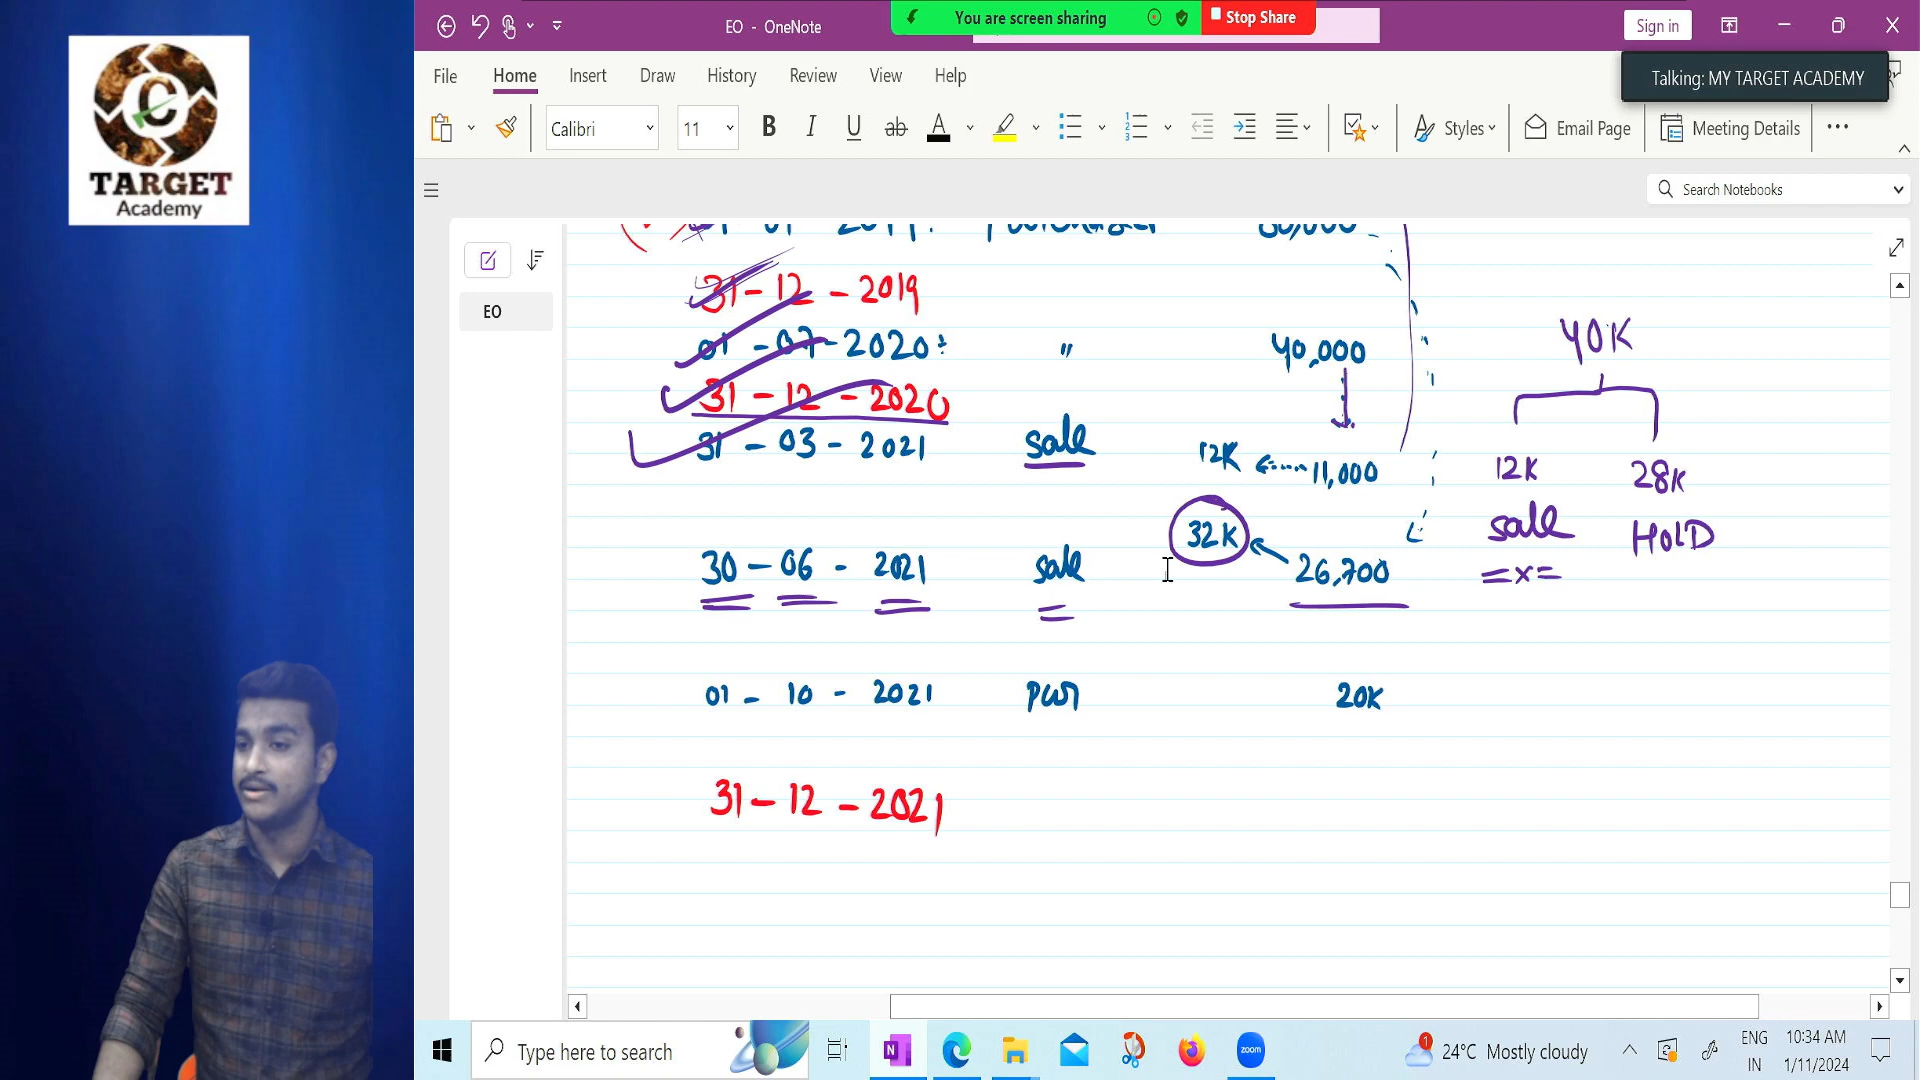 TARGET
Academy
EO - OneNote
You are screen sharing
Stop Share
Sign in
Talking: MY TARGET ACADEMY
File Home Insert Draw History Review View Help
Calibri 11 B I U ab A Styles Email Page Meeting Details
Search Notebooks
EO
31 - 12 - 2019
01 - 07 - 2020 : " 40,000
31 - 12 - 2020
31 - 03 - 2021 sale 12K 11,000
32K
30 - 06 - 2021 sale 26,700
01 - 10 - 2021 pur 20K
31 - 12 - 2021
40K
12K 28K
sale HOLD
= x =
Type here to search
zoom
1
24°C Mostly cloudy
ENG
IN
10:34 AM
1/11/2024